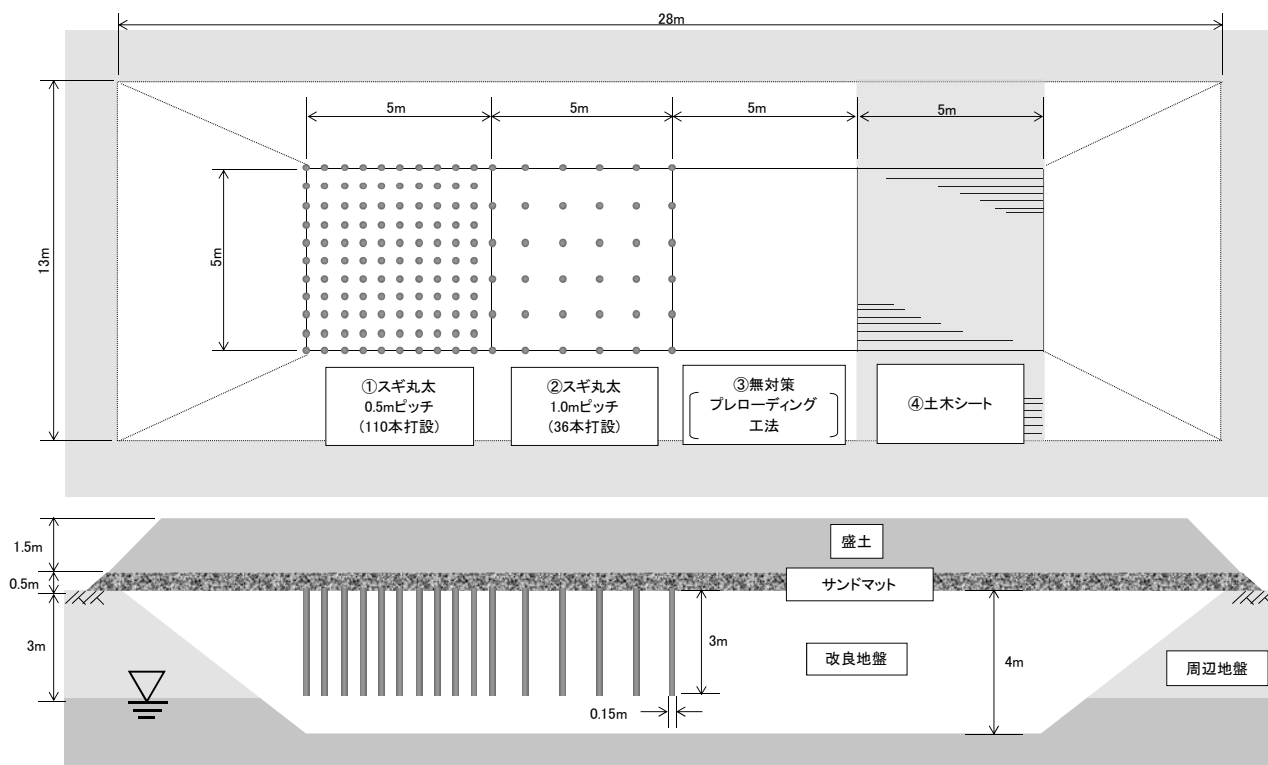 28m
5m
5m
5m
5m
13m
5m
①スギ丸太
0.5mピッチ
(110本打設)
②スギ丸太
1.0mピッチ
(36本打設)
③無対策
プレローディング
工法
④土木シート
1.5m
盛土
0.5m
サンドマット
3m
3m
改良地盤
4m
周辺地盤
0.15m